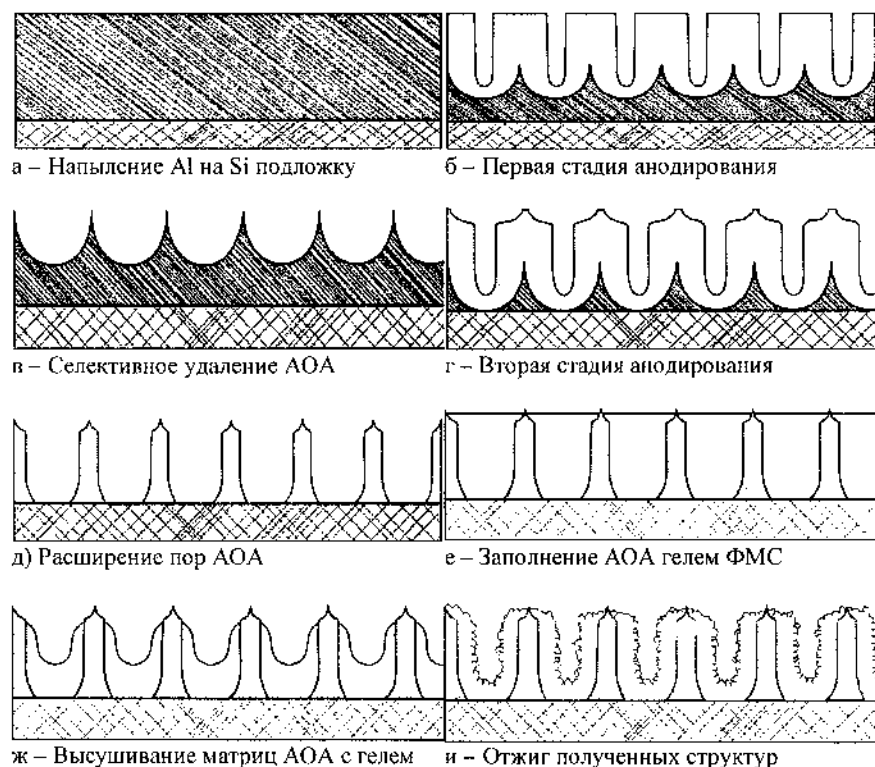 а – Напыление Al на Si подложку
б – Первая стадия анодирования
в – Селективное удаление АОА
г – Вторая стадия анодирования
д) Расширение пор АОА
е – Заполнение АОА гелем ФМС
ж – Высушивание матриц АОА с гелем
и – Отжиг полученных структур